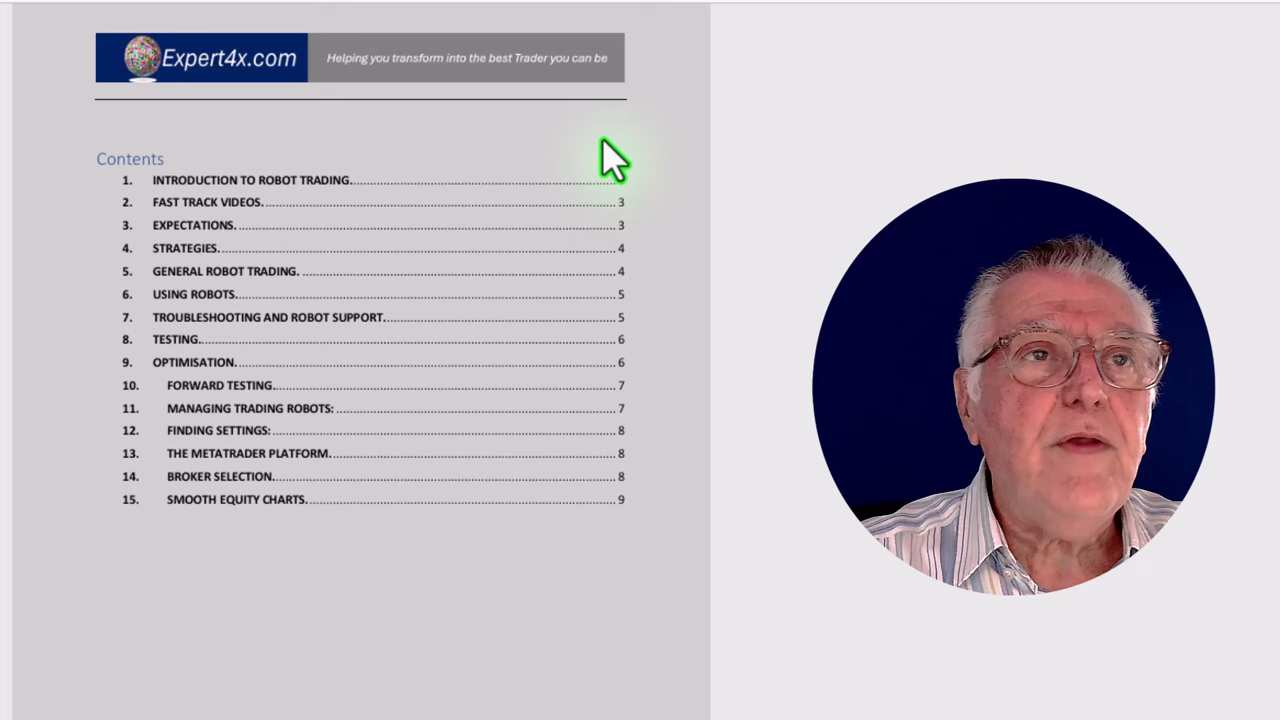 Expert4x.com
Helping you transform into the best Trader you can be
Contents
1. INTRODUCTION TO ROBOT TRADING.
2. FAST TRACK VIDEOS. 3
3. EXPECTATIONS. 3
4. STRATEGIES. 4
5. GENERAL ROBOT TRADING. 4
6. USING ROBOTS. 5
7. TROUBLESHOOTING AND ROBOT SUPPORT. 5
8. TESTING. 6
9. OPTIMISATION. 6
10. FORWARD TESTING. 7
11. MANAGING TRADING ROBOTS: 7
12. FINDING SETTINGS: 8
13. THE METATRADER PLATFORM. 8
14. BROKER SELECTION. 8
15. SMOOTH EQUITY CHARTS. 9